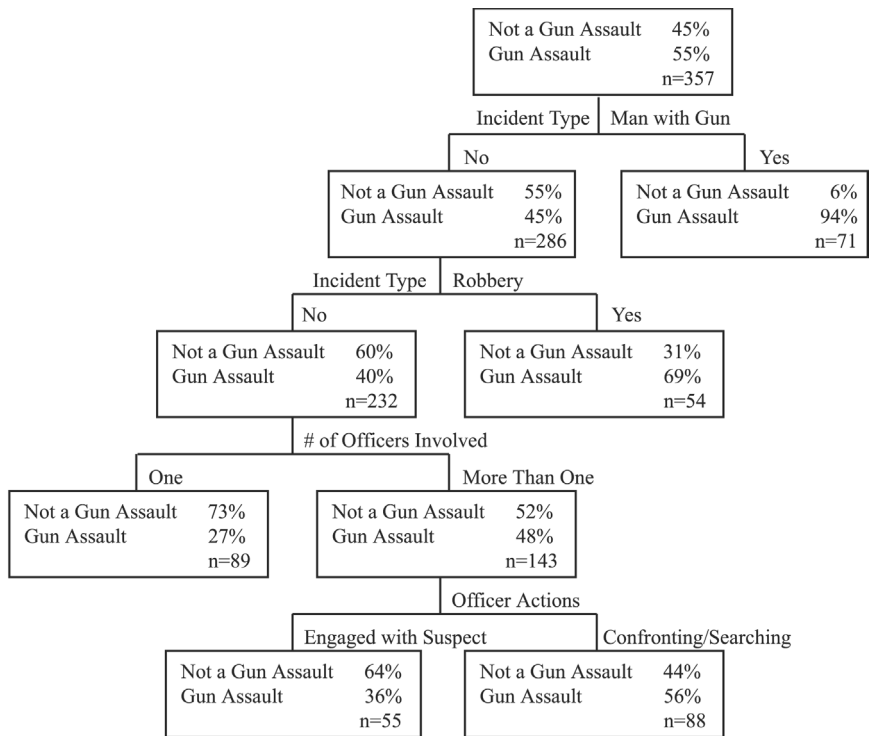 Not a Gun Assault 45%
Gun Assault 55%
n=357
Incident Type Man with Gun
No Yes
Not a Gun Assault 55%
Gun Assault 45%
n=286
Not a Gun Assault 6%
Gun Assault 94%
n=71
Incident Type Robbery
No Yes
Not a Gun Assault 60%
Gun Assault 40%
n=232
Not a Gun Assault 31%
Gun Assault 69%
n=54
# of Officers Involved
One More Than One
Not a Gun Assault 73%
Gun Assault 27%
n=89
Not a Gun Assault 52%
Gun Assault 48%
n=143
Officer Actions
Engaged with Suspect Confronting/Searching
Not a Gun Assault 64%
Gun Assault 36%
n=55
Not a Gun Assault 44%
Gun Assault 56%
n=88